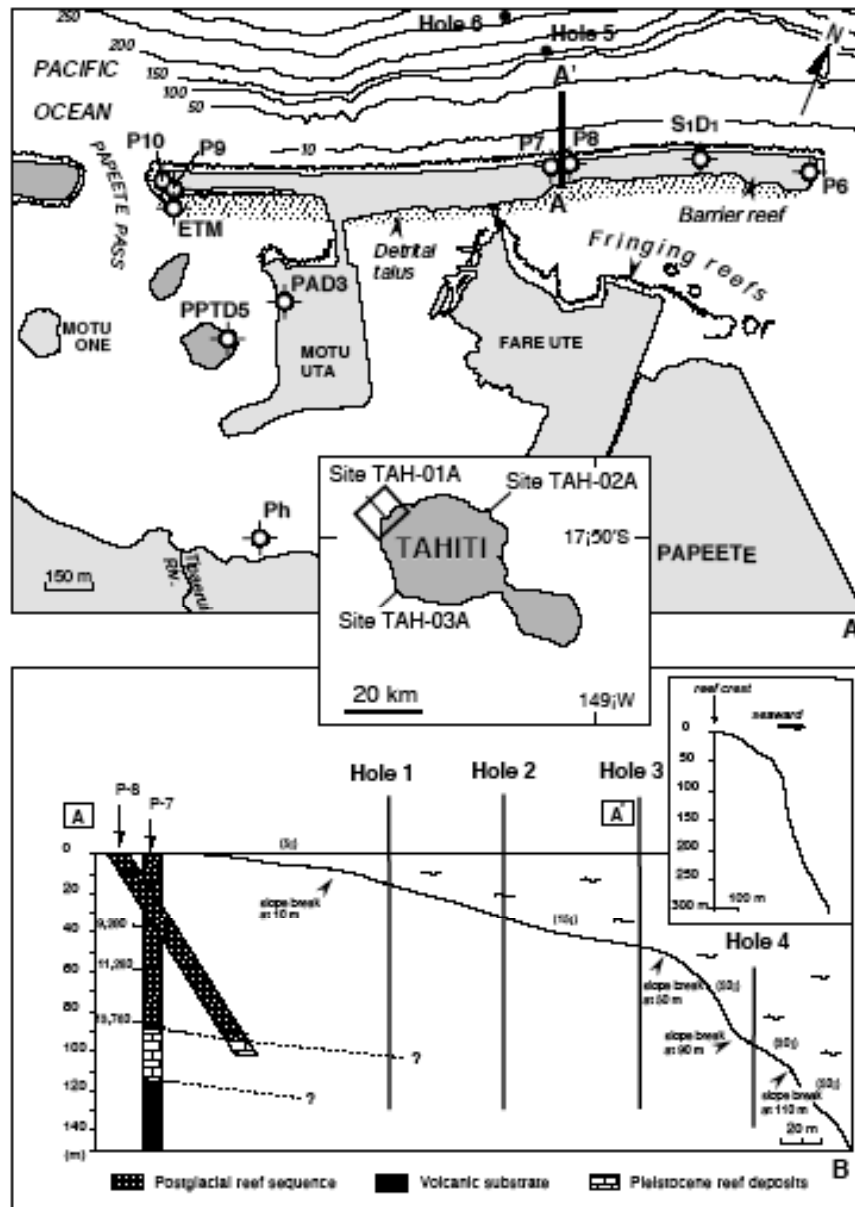 250
Hole 6
Hole 5
N
200
PACIFIC
150
A'
100
OCEAN
50
P10
P9
10
P7
P8
S1D1
P6
PAPEETE PASS
ETM
A
Barrier reef
Detrital
talus
Fringing reefs
PAD3
PPTD5
MOTU
ONE
MOTU
UTA
FARE UTE
Site TAH-01A
Site TAH-02A
Ph
TAHITI
17¡50'S
PAPEETE
150 m
Tipaerui
RIV.
Site TAH-03A
A
20 km
149¡W
reef crest
seaward
0
50
100
150
200
250
300 m
100 m
Hole 1
Hole 2
Hole 3
P-8
P-7
A
A'
0
20
slope break
at 10 m
40
Hole 4
60
11,280
slope break
at 50 m
80
slope break
at 90 m
100
?
120
?
slope break
at 110 m
140
(m)
20 m
B
Postglacial reef sequence
Volcanic substrate
Pleistocene reef deposits